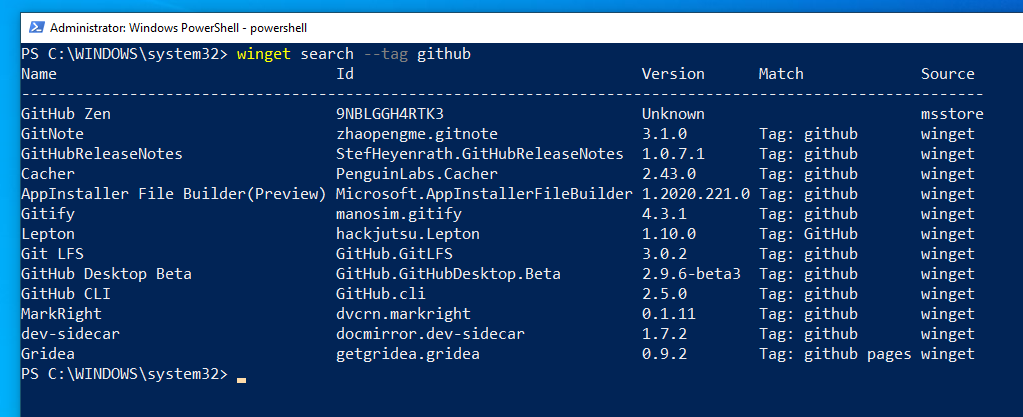 Administrator: Windows PowerShell - powershell
PS C:\WINDOWS\system32> winget search --tag github
Name Id Version Match Source
--------------------------------------------------------------------------------------------------------------
GitHub Zen 9NBLGGH4RTK3 Unknown msstore
GitNote zhaopengme.gitnote 3.1.0 Tag: github winget
GitHubReleaseNotes StefHeyenrath.GitHubReleaseNotes 1.0.7.1 Tag: github winget
Cacher PenguinLabs.Cacher 2.43.0 Tag: github winget
AppInstaller File Builder(Preview) Microsoft.AppInstallerFileBuilder 1.2020.221.0 Tag: github winget
Gitify manosim.gitify 4.3.1 Tag: github winget
Lepton hackjutsu.Lepton 1.10.0 Tag: GitHub winget
Git LFS GitHub.GitLFS 3.0.2 Tag: github winget
GitHub Desktop Beta GitHub.GitHubDesktop.Beta 2.9.6-beta3 Tag: github winget
GitHub CLI GitHub.cli 2.5.0 Tag: github winget
MarkRight dvcrn.markright 0.1.11 Tag: github winget
dev-sidecar docmirror.dev-sidecar 1.7.2 Tag: github winget
Gridea getgridea.gridea 0.9.2 Tag: github pages winget
PS C:\WINDOWS\system32>